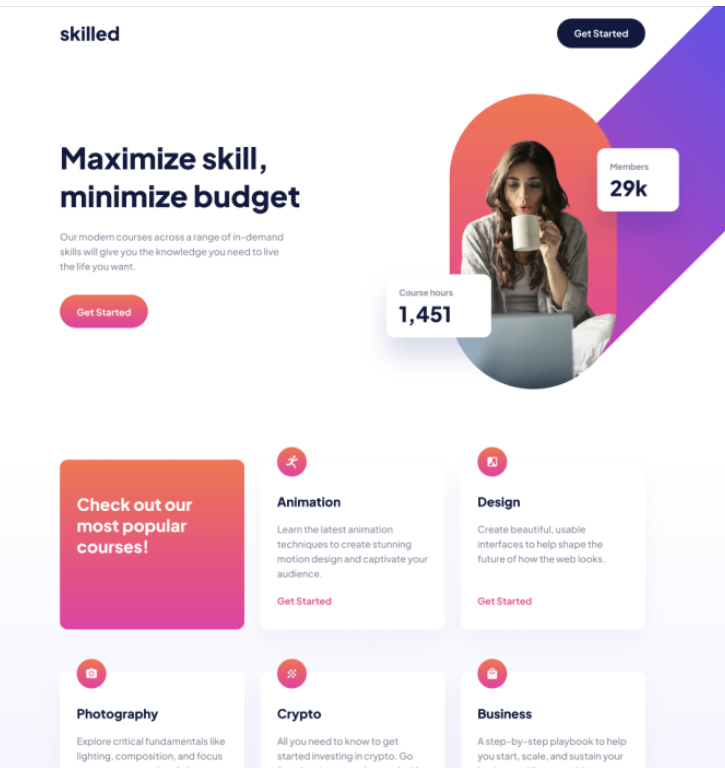 skilled
Get Started
Maximize skill,
minimize budget
Our modern courses across a range of in-demand
skills will give you the knowledge you need to live
the life you want.
Get Started
Members
29k
Course hours
1,451
Check out our
most popular
courses!
Animation
Learn the latest animation
techniques to create stunning
motion design and captivate your
audience.
Get Started
Design
Create beautiful, usable
interfaces to help shape the
future of how the web looks.
Get Started
Photography
Explore critical fundamentals like
lighting, composition, and focus
Crypto
All you need to know to get
started investing in crypto. Go
Business
A step-by-step playbook to help
you start, scale, and sustain your